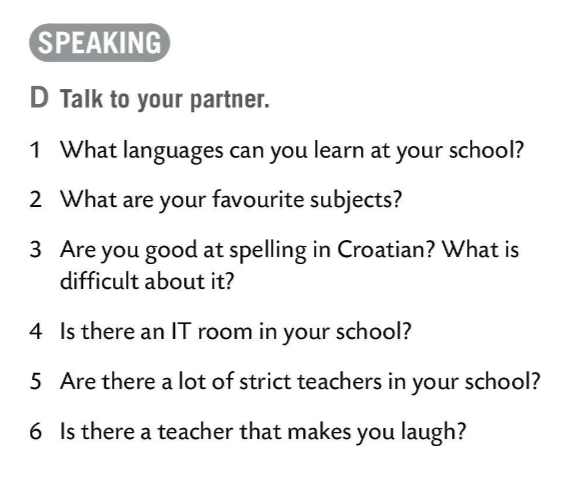 SPEAKING
D Talk to your partner.
1 What languages can you learn at your school?
2 What are your favourite subjects?
3 Are you good at spelling in Croatian? What is
difficult about it?
4 Is there an IT room in your school?
5 Are there a lot of strict teachers in your school?
6 Is there a teacher that makes you laugh?